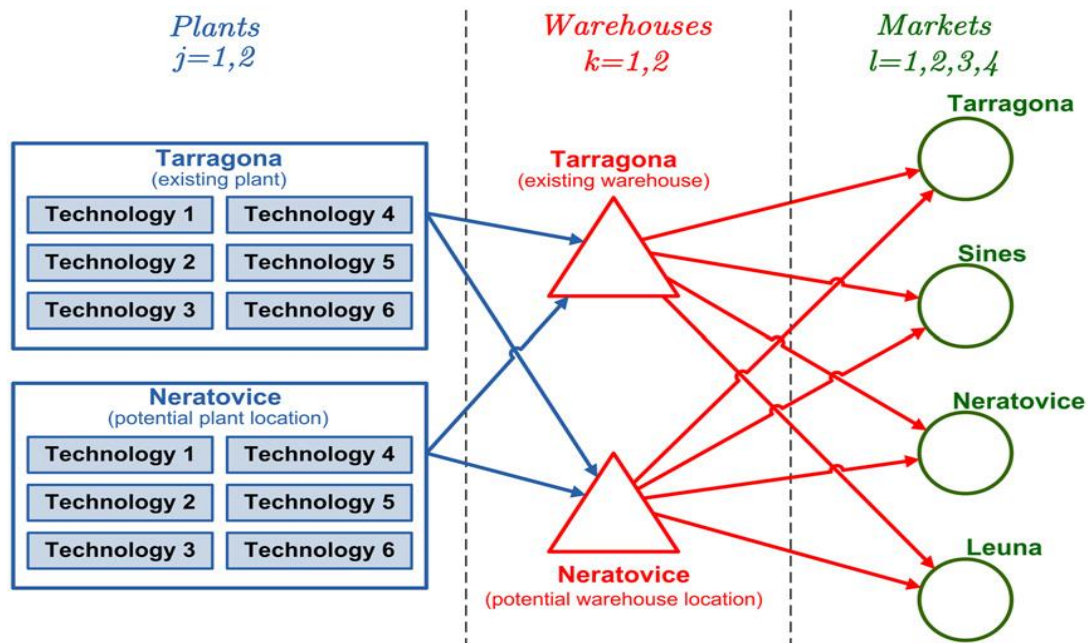 Plants
j=1,2
Warehouses
k=1,2
Markets
l=1,2,3,4
Tarragona
(existing plant)
Technology 1
Technology 4
Technology 2
Technology 5
Technology 3
Technology 6
Neratovice
(potential plant location)
Technology 1
Technology 4
Technology 2
Technology 5
Technology 3
Technology 6
Tarragona
(existing warehouse)
Neratovice
(potential warehouse location)
Tarragona
Sines
Neratovice
Leuna